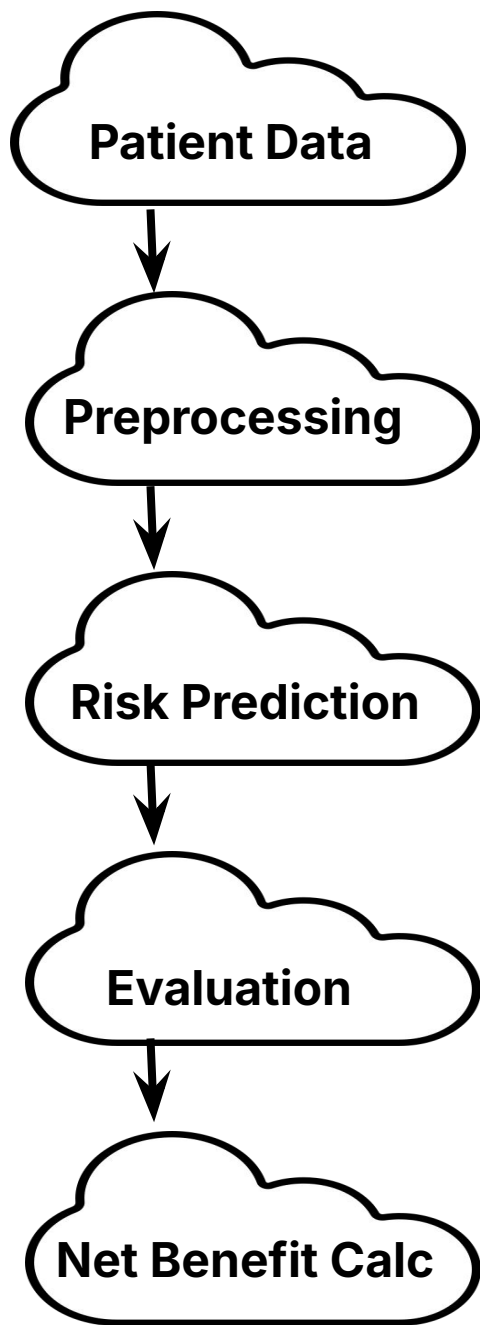 Patient Data
Preprocessing
Risk Prediction
Evaluation
Net Benefit Calc